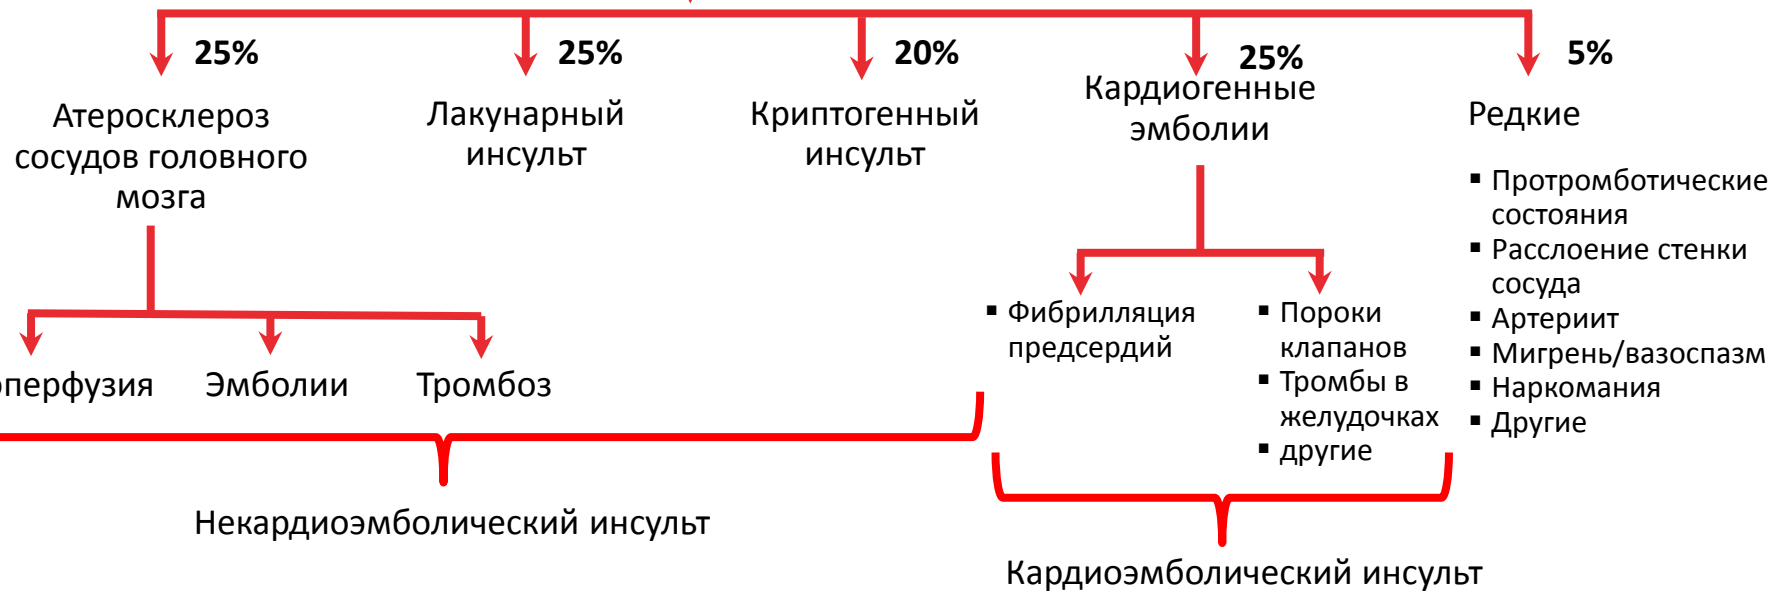 25%
Атеросклероз
сосудов головного
мозга
25%
Лакунарный
инсульт
20%
Криптогенный
инсульт
25%
Кардиогенные
эмболии
5%
Редкие
▪ Протромботические
состояния
▪ Расслоение стенки
сосуда
▪ Артериит
▪ Мигрень/вазоспазм
▪ Наркомания
▪ Другие
оперфузия
Эмболии
Тромбоз
▪ Фибрилляция
предсердий
▪ Пороки
клапанов
▪ Тромбы в
желудочках
▪ другие
Некардиоэмболический инсульт
Кардиоэмболический инсульт